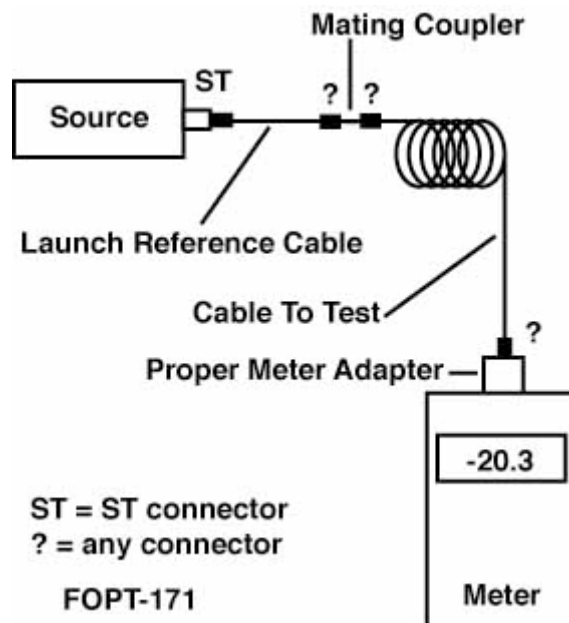 Mating Coupler
ST
? ?
Source
Launch Reference Cable
Cable To Test
?
Proper Meter Adapter
-20.3
ST = ST connector
? = any connector
FOPT-171
Meter